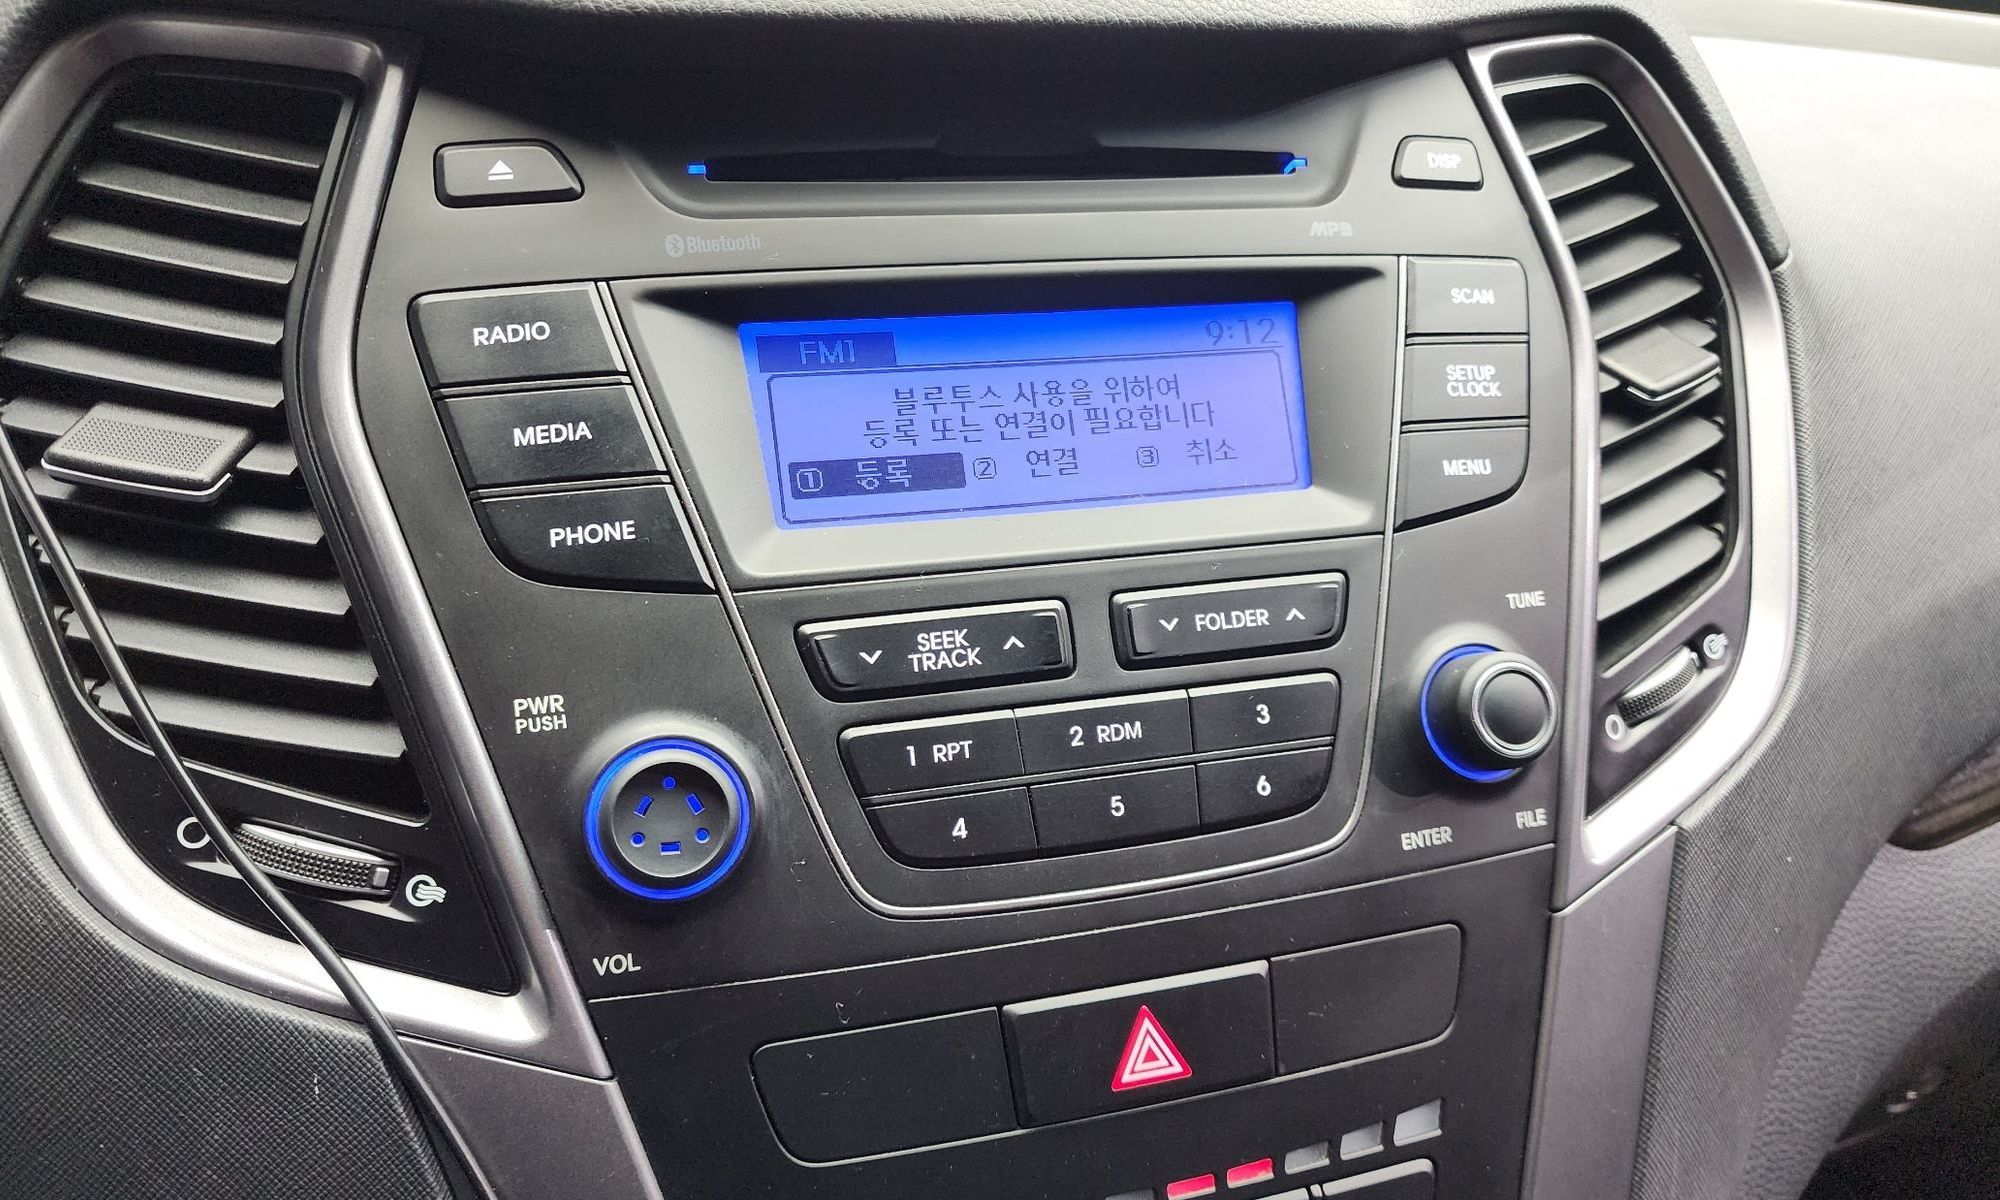 DISP
Bluetooth
MP3
RADIO
MEDIA
PHONE
FM1 9:12
블루투스 사용을 위하여
등록 또는 연결이 필요합니다
1 등록 2 연결 3 취소
SCAN
SETUP
CLOCK
MENU
SEEK
TRACK
FOLDER
TUNE
PWR
PUSH
1 RPT
2 RDM
3
4
5
6
FILE
ENTER
VOL